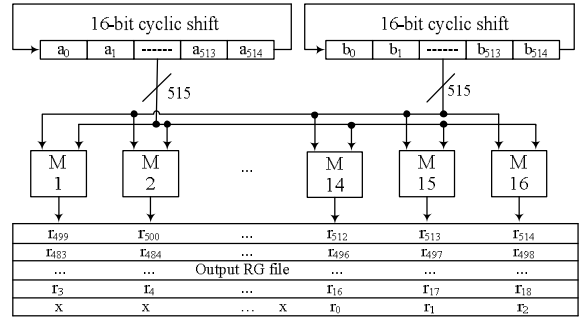 16-bit cyclic shift 16-bit cyclic shift
a0 a1 ------ a513 a514 b0 b1 ------ b513 b514
515 515
M 1 M 2 ... M 14 M 15 M 16
r499 r500 ... r512 r513 r514
r483 r484 ... r496 r497 r498
... ... Output RG file ... ... ...
r3 r4 ... r16 r17 r18
x x ... x r0 r1 r2